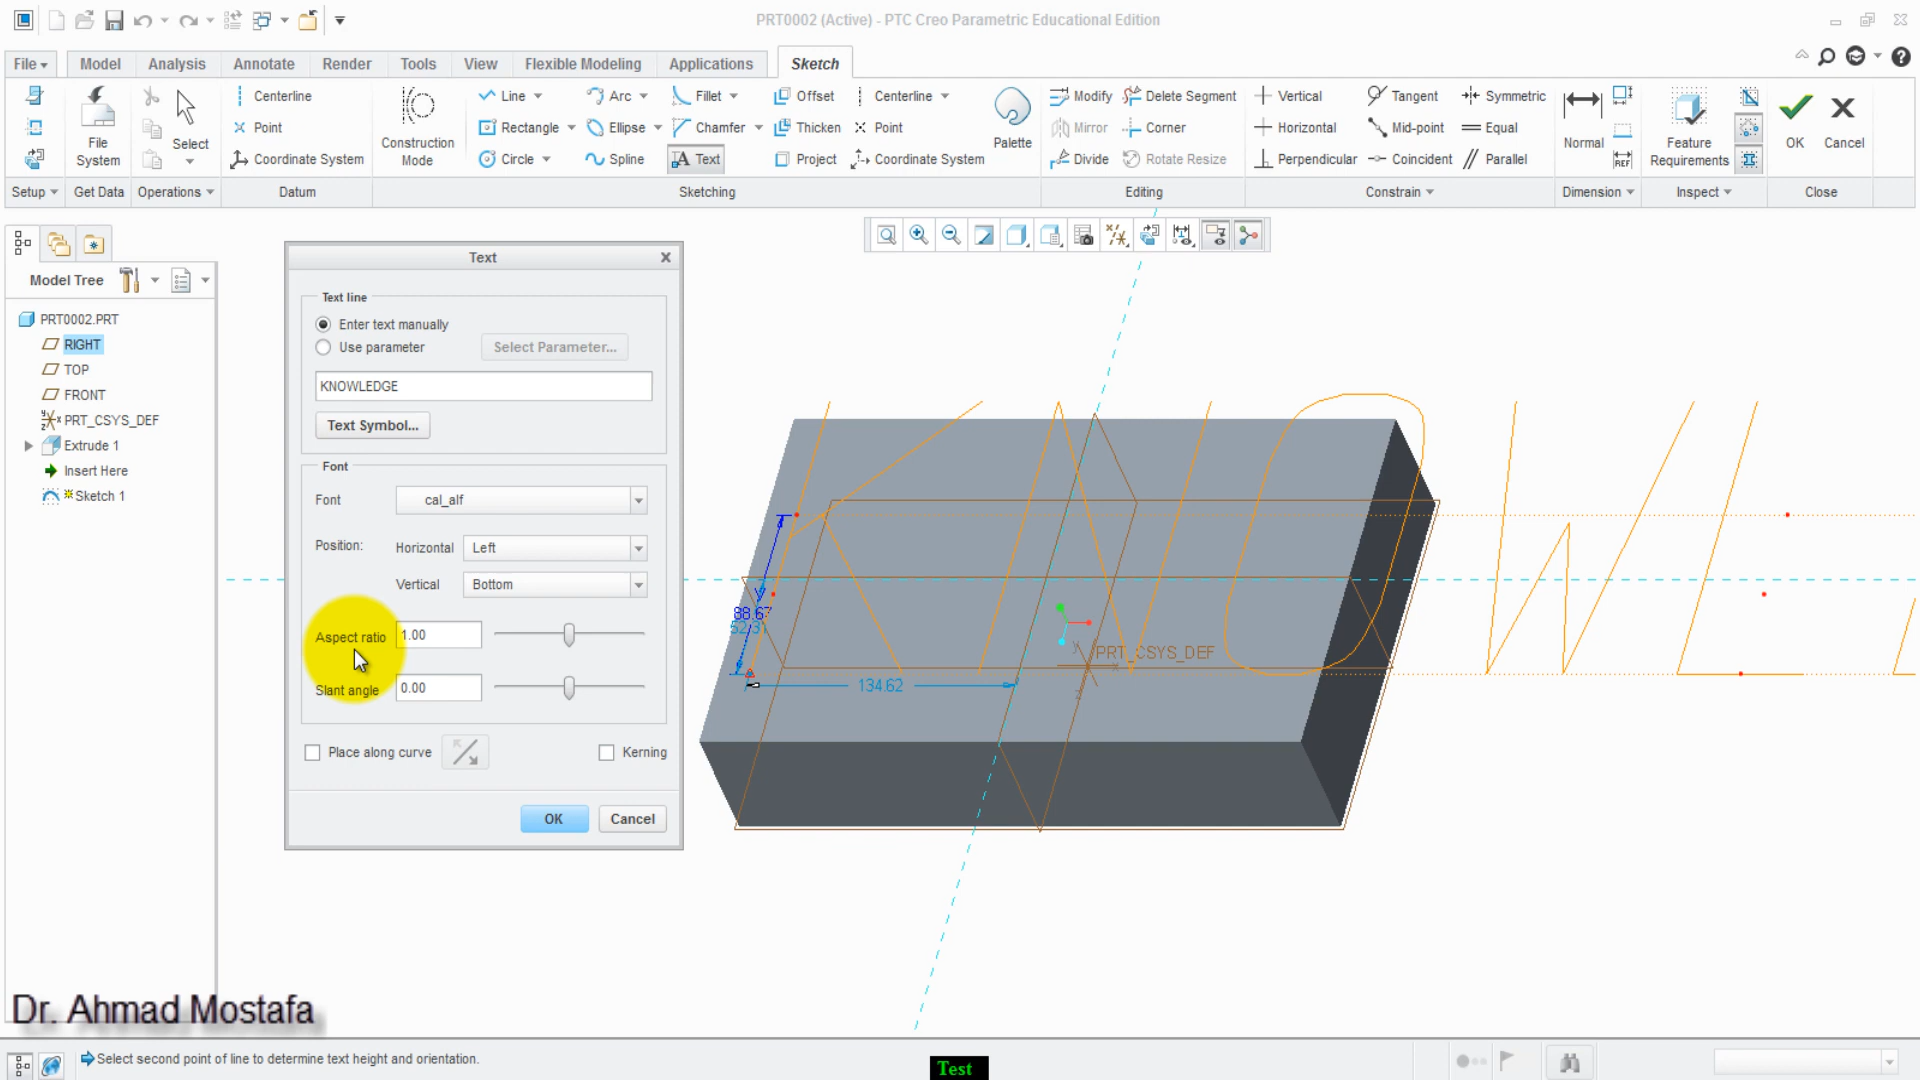 PRT0002 (Active) - PTC Creo Parametric Educational Edition
File Model Analysis Annotate Render Tools View Flexible Modeling Applications Sketch
Centerline Line Arc Fillet Offset Centerline Modify Delete Segment Vertical Tangent Symmetric
Point Rectangle Ellipse Chamfer Thicken Point Mirror Corner Horizontal Mid-point Equal
File System Select Construction Mode Palette Normal Feature Requirements OK Cancel
Coordinate System Circle Spline Text Project Coordinate System Divide Rotate Resize Perpendicular Coincident Parallel
REF
Setup Get Data Operations Datum Sketching Editing Constrain Dimension Inspect Close
Model Tree
PRT0002.PRT
RIGHT
TOP
FRONT
PRT_CSYS_DEF
Extrude 1
Insert Here
Sketch 1
Text
Text line
Enter text manually
Use parameter Select Parameter...
KNOWLEDGE
Text Symbol...
Font
Font cal_alf
Position: Horizontal Left
Vertical Bottom
Aspect ratio 1.00
Slant angle 0.00
Place along curve Kerning
OK Cancel
88.67
52.31
134.62
PRT_CSYS_DEF
x
y
z
Dr. Ahmad Mostafa
Select second point of line to determine text height and orientation.
Test